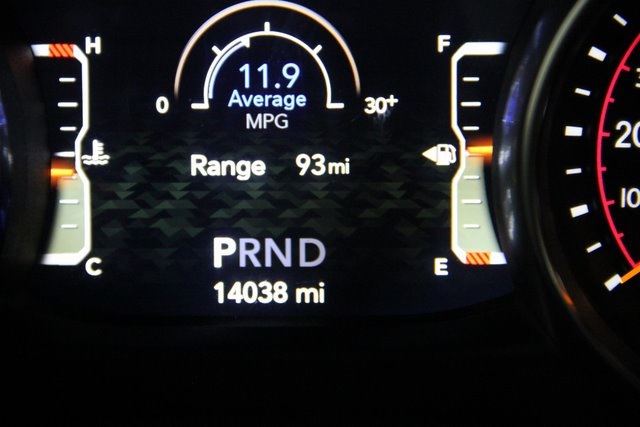 H
F
11.9
Average
MPG
0
30+
Range 93mi
20
10
PRND
C
E
14038 mi